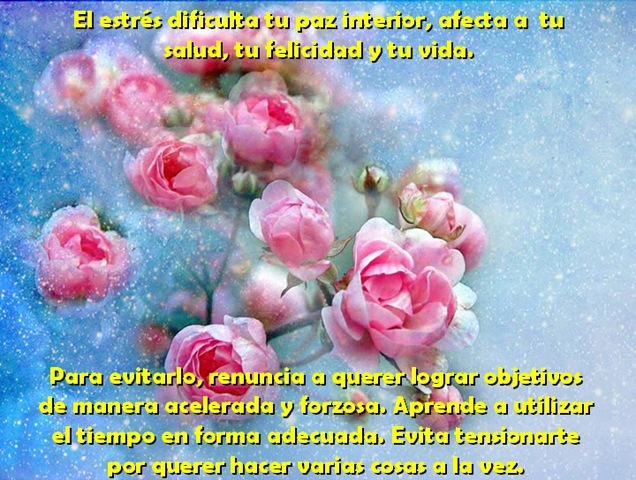 El estrés dificulta tu paz interior, afecta a tu
salud, tu felicidad y tu vida.
Para evitarlo, renuncia a querer lograr objetivos
de manera acelerada y forzosa. Aprende a utilizar
el tiempo en forma adecuada. Evita tensionarte
por querer hacer varias cosas a la vez.